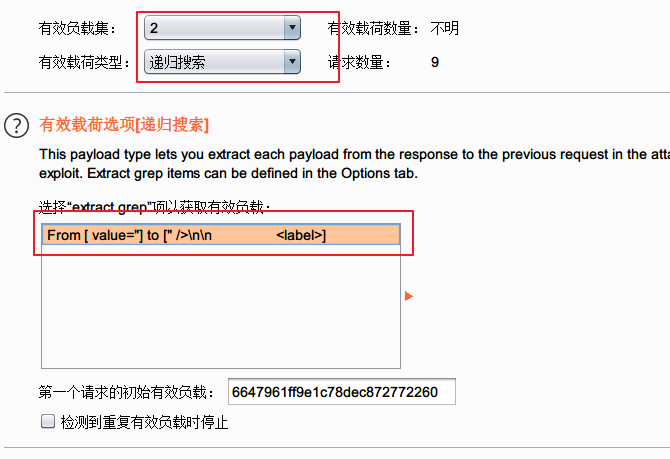 有效负载集： 2 有效载荷数量： 不明
有效载荷类型： 递归搜索 请求数量： 9
? 有效载荷选项[递归搜索]
This payload type lets you extract each payload from the response to the previous request in the
exploit. Extract grep items can be defined in the Options tab.
选择“extract grep”项以获取有效负载：
From [ value="] to [" />\n\n <label>]
第一个请求的初始有效负载： 6647961ff9e1c78dec872772260
检测到重复有效负载时停止